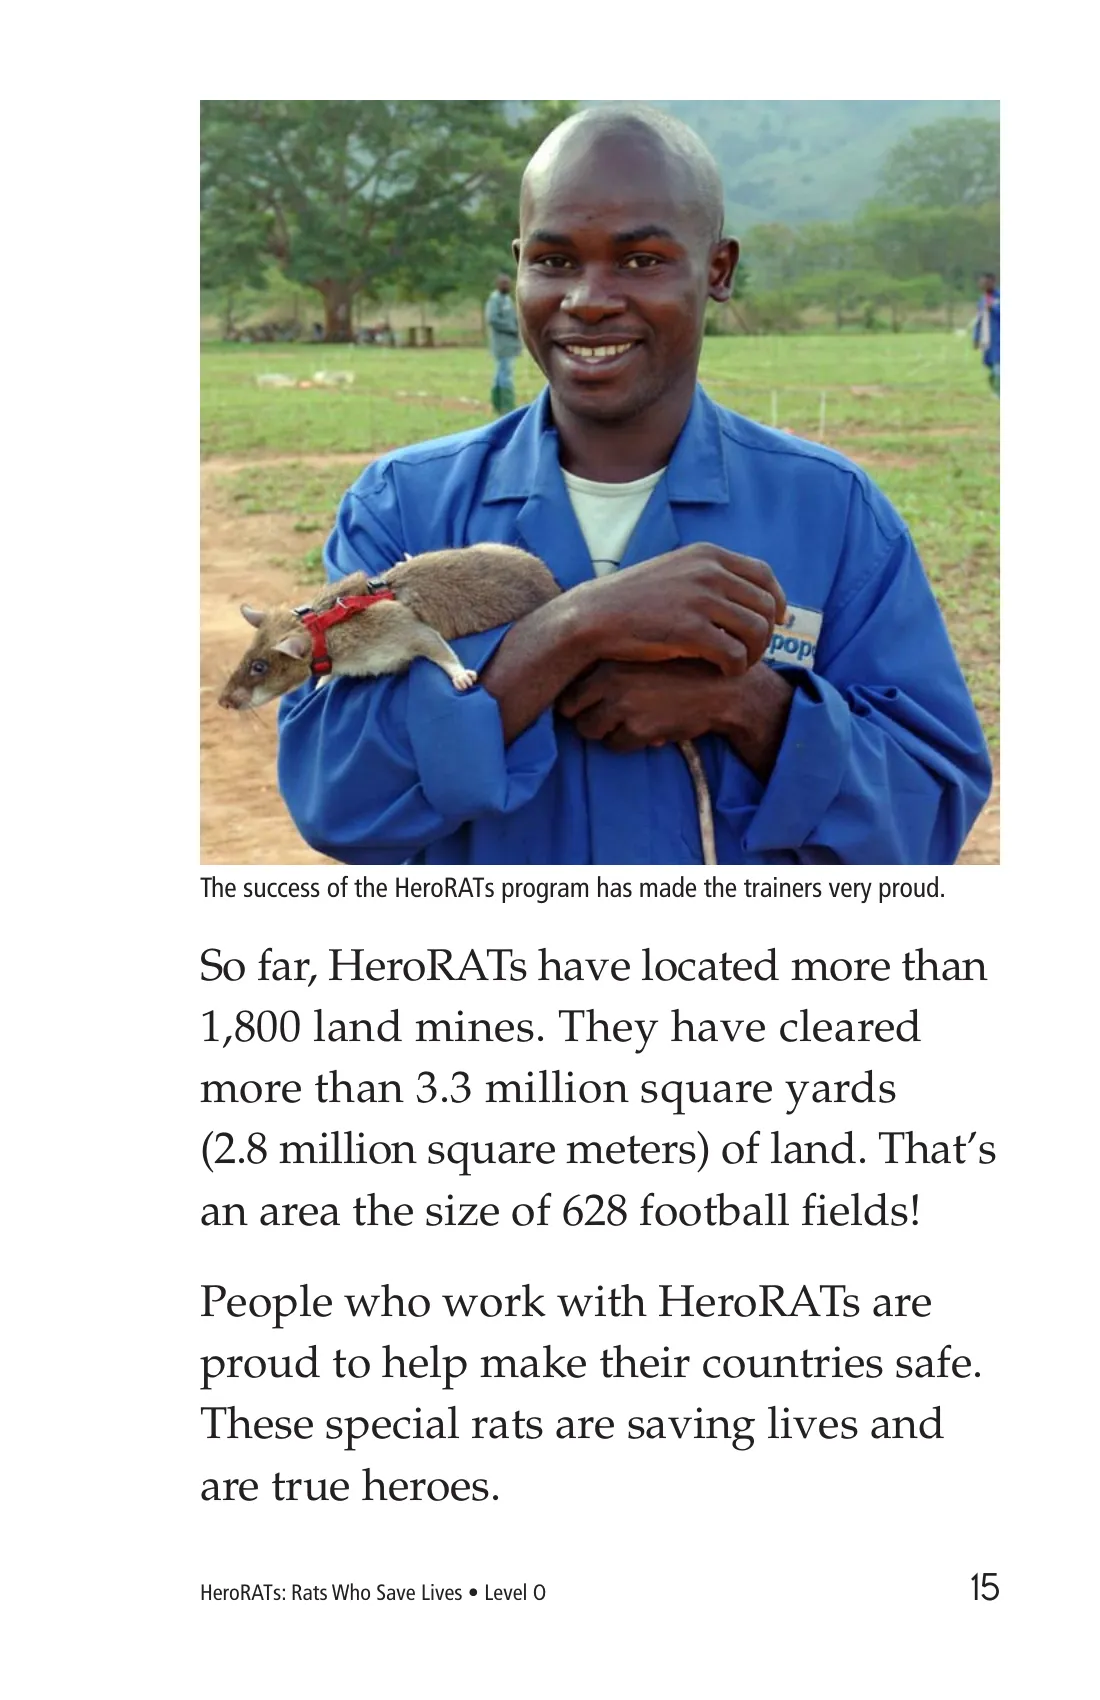 The success of the HeroRATs program has made the trainers very proud.
So far, HeroRATs have located more than
1,800 land mines. They have cleared
more than 3.3 million square yards
(2.8 million square meters) of land. That’s
an area the size of 628 football fields!
People who work with HeroRATs are
proud to help make their countries safe.
These special rats are saving lives and
are true heroes.
HeroRATs: Rats Who Save Lives • Level O 15